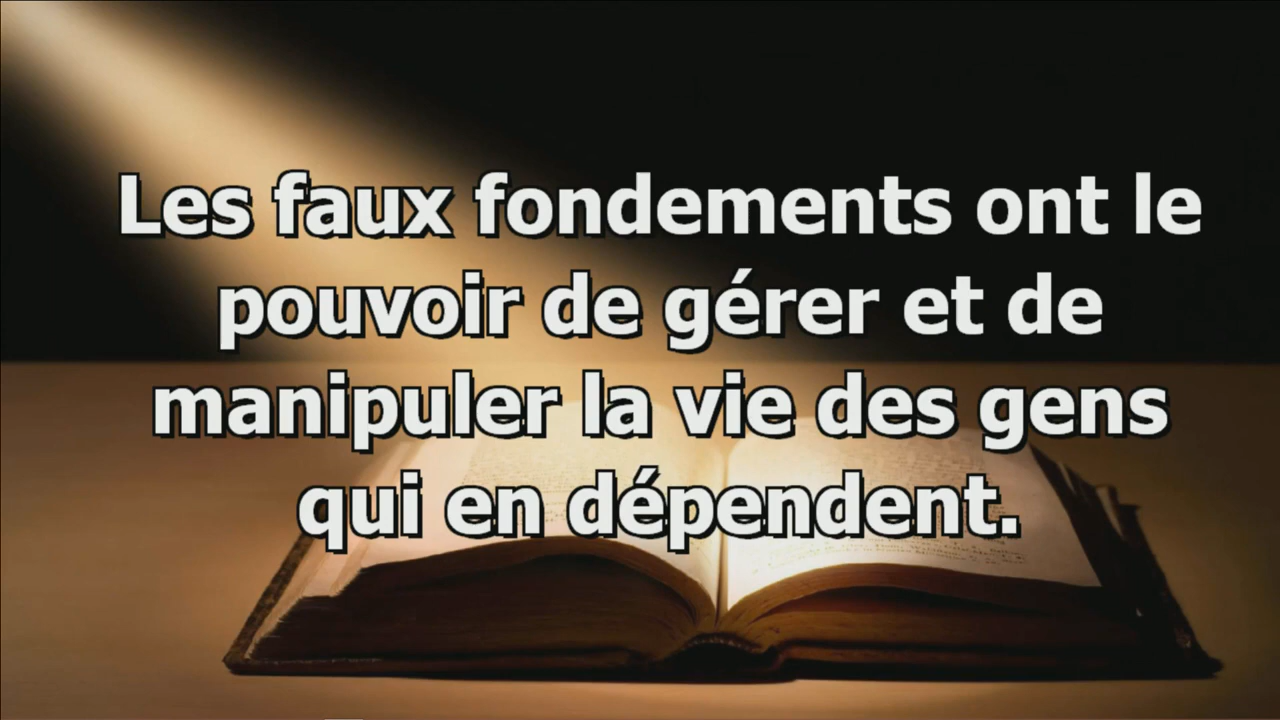 Les faux fondements ont le
pouvoir de gérer et de
manipuler la vie des gens
qui en dépendent.